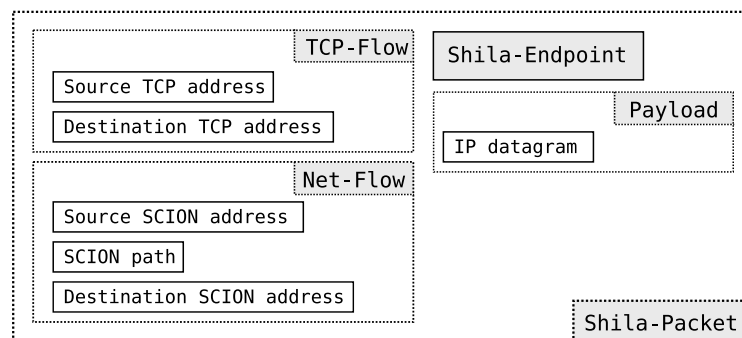 TCP-Flow
Source TCP address
Destination TCP address
Net-Flow
Source SCION address
SCION path
Destination SCION address
Shila-Endpoint
Payload
IP datagram
Shila-Packet